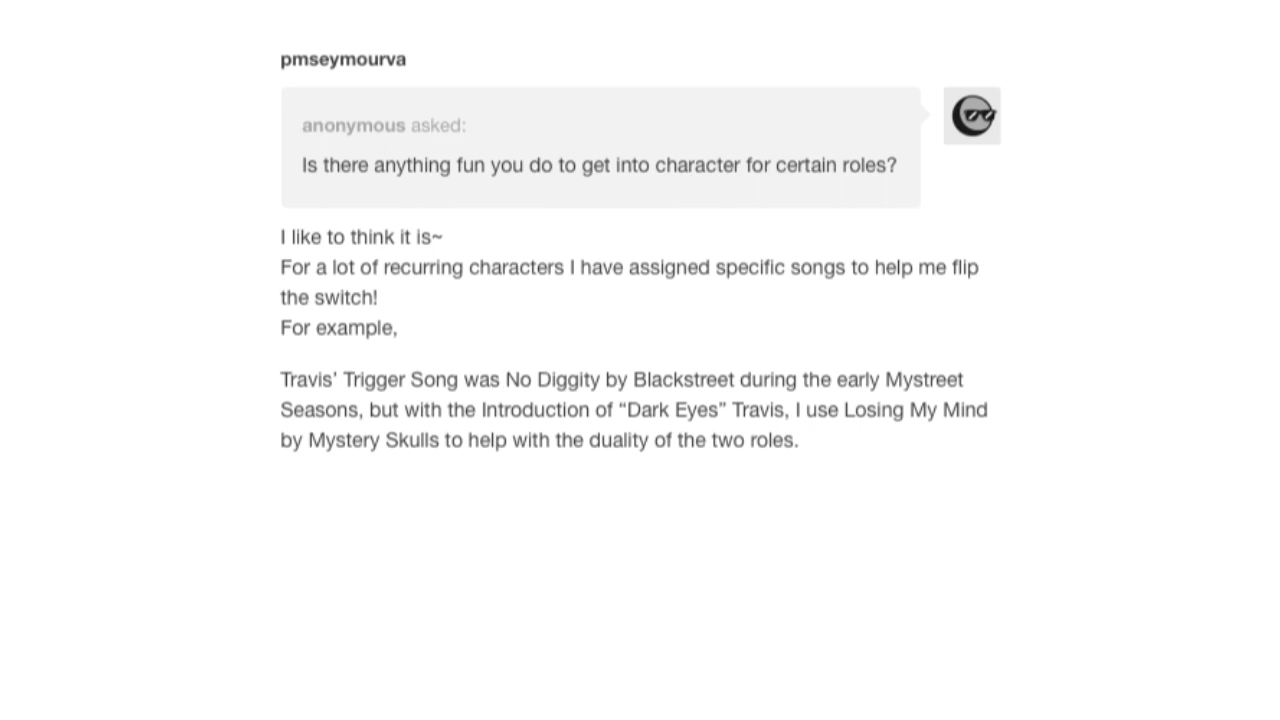 pmseymourva
anonymous asked:
Is there anything fun you do to get into character for certain roles?
I like to think it is~
For a lot of recurring characters I have assigned specific songs to help me flip
the switch!
For example,
Travis’ Trigger Song was No Diggity by Blackstreet during the early Mystreet
Seasons, but with the Introduction of “Dark Eyes” Travis, I use Losing My Mind
by Mystery Skulls to help with the duality of the two roles.